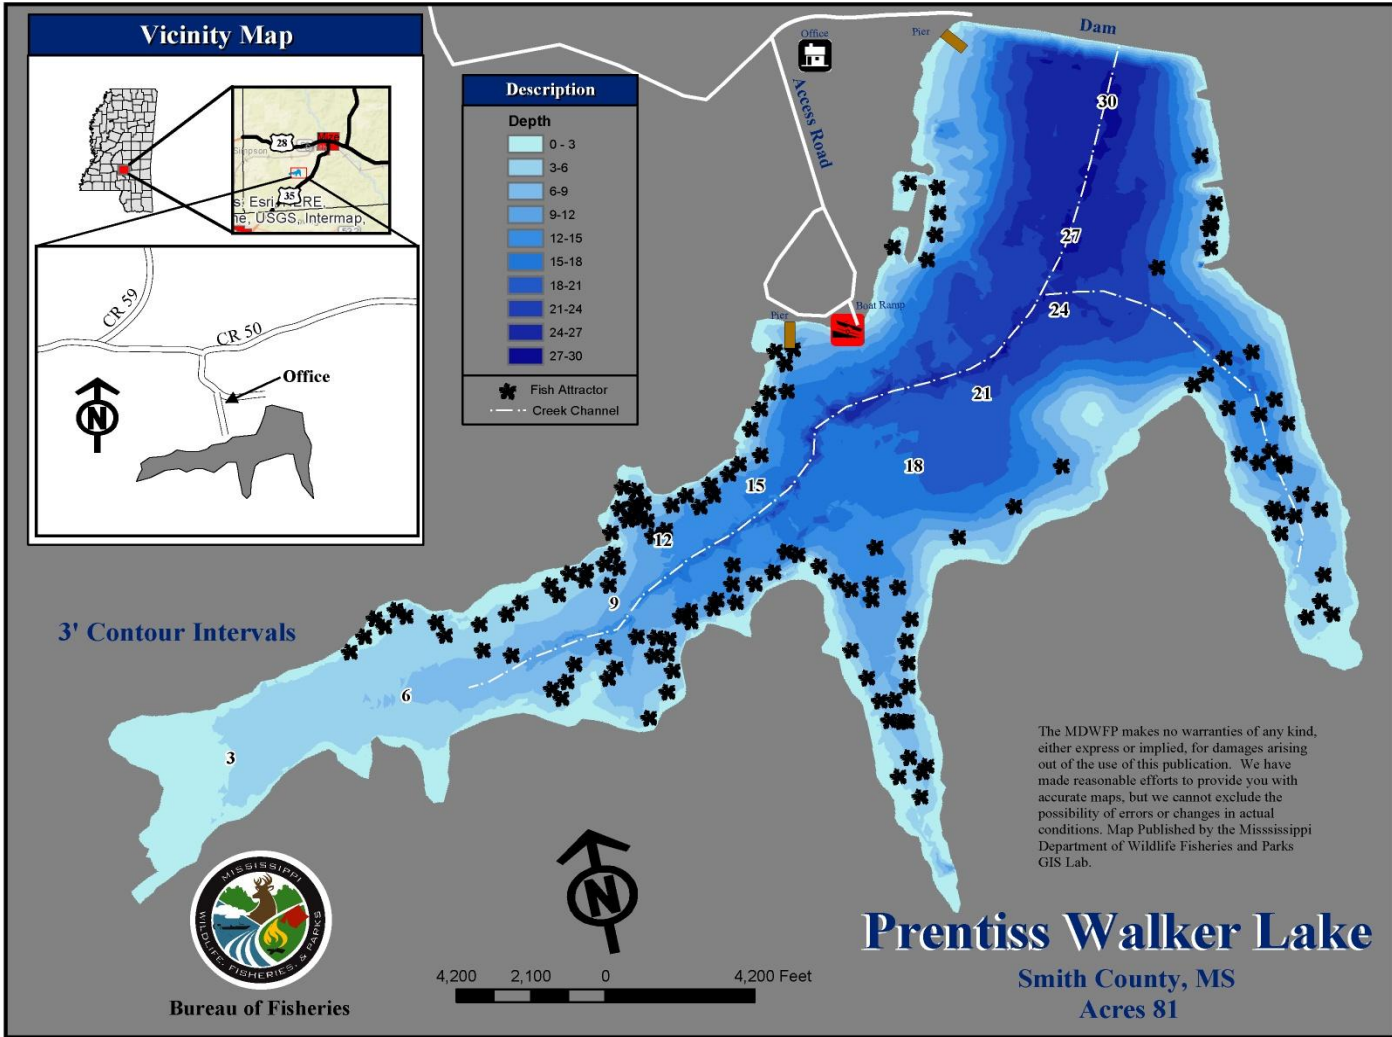 Vicinity Map
28
Simpson
35
s, Esri, HERE,
ne, USGS, Intermap,
CR 59
CR 50
Office
N
Description
Depth
0 - 3
3-6
6-9
9-12
12-15
15-18
18-21
21-24
24-27
27-30
Fish Attractor
Creek Channel
Office
Access Road
Pier
Dam
Pier
Boat Ramp
30
27
24
21
18
15
12
9
6
3
3' Contour Intervals
The MDWFP makes no warranties of any kind,
either express or implied, for damages arising
out of the use of this publication. We have
made reasonable efforts to provide you with
accurate maps, but we cannot exclude the
possibility of errors or changes in actual
conditions. Map Published by the Misssissippi
Department of Wildlife Fisheries and Parks
GIS Lab.
MISSISSIPPI
WILDLIFE, FISHERIES, & PARKS
Bureau of Fisheries
N
4,200 2,100 0 4,200 Feet
Prentiss Walker Lake
Smith County, MS
Acres 81